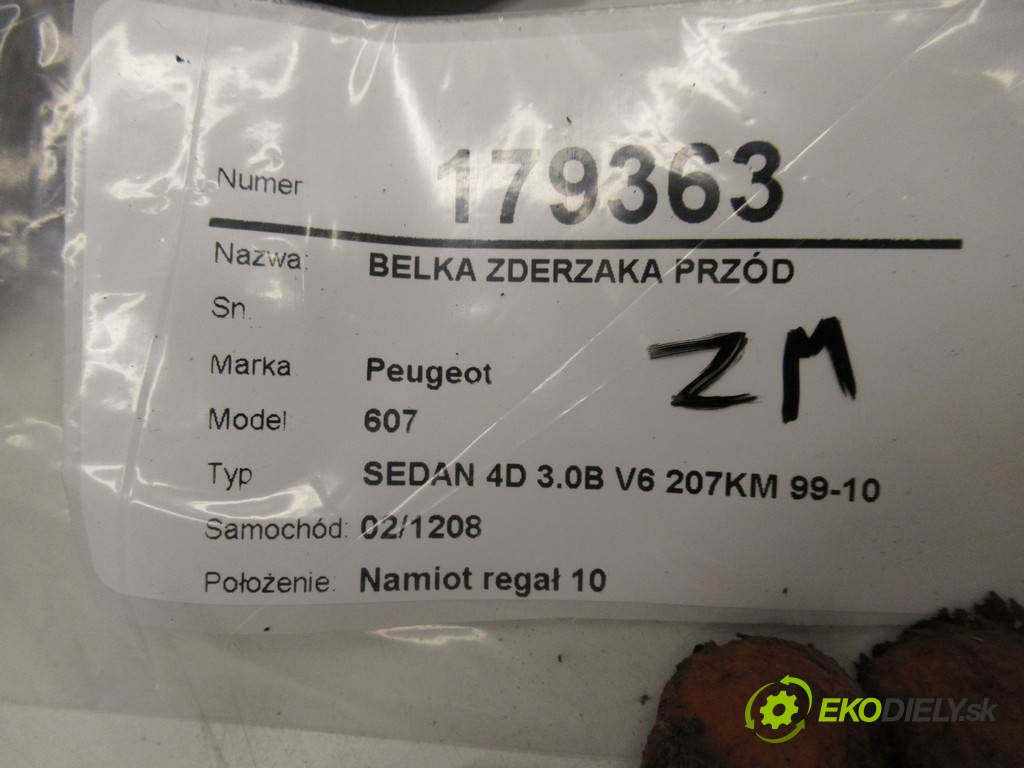 Numer 179363
Nazwa: BELKA ZDERZAKA PRZÓD
Sn.
ZM
Marka Peugeot
Model 607
Typ SEDAN 4D 3.0B V6 207KM 99-10
Samochód: 02/1208
Położenie: Namiot regał 10
EKODIELY.sk